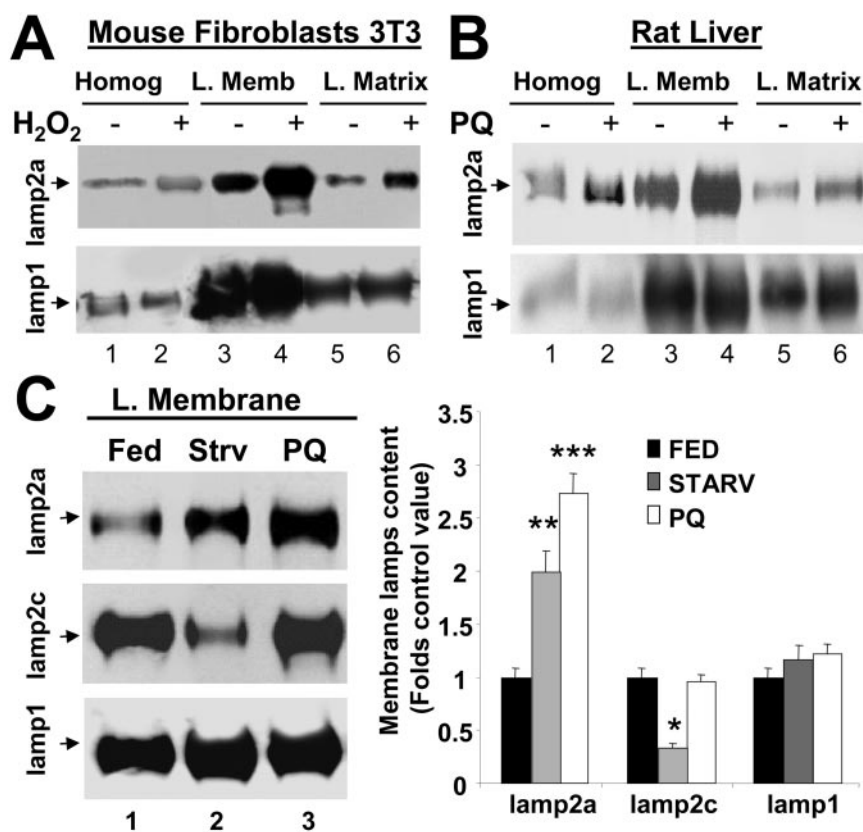 A Mouse Fibroblasts 3T3
Homog L. Memb L. Matrix
H2O2 - + - + - +
lamp2a
lamp1
1 2 3 4 5 6
B Rat Liver
Homog L. Memb L. Matrix
PQ - + - + - +
lamp2a
lamp1
1 2 3 4 5 6
C L. Membrane
Fed Strv PQ
lamp2a
lamp2c
lamp1
1 2 3
Membrane lamps content
(Folds control value)
3.5
3
2.5
2
1.5
1
0.5
0
FED
STARV
PQ
** ***
*
lamp2a lamp2c lamp1